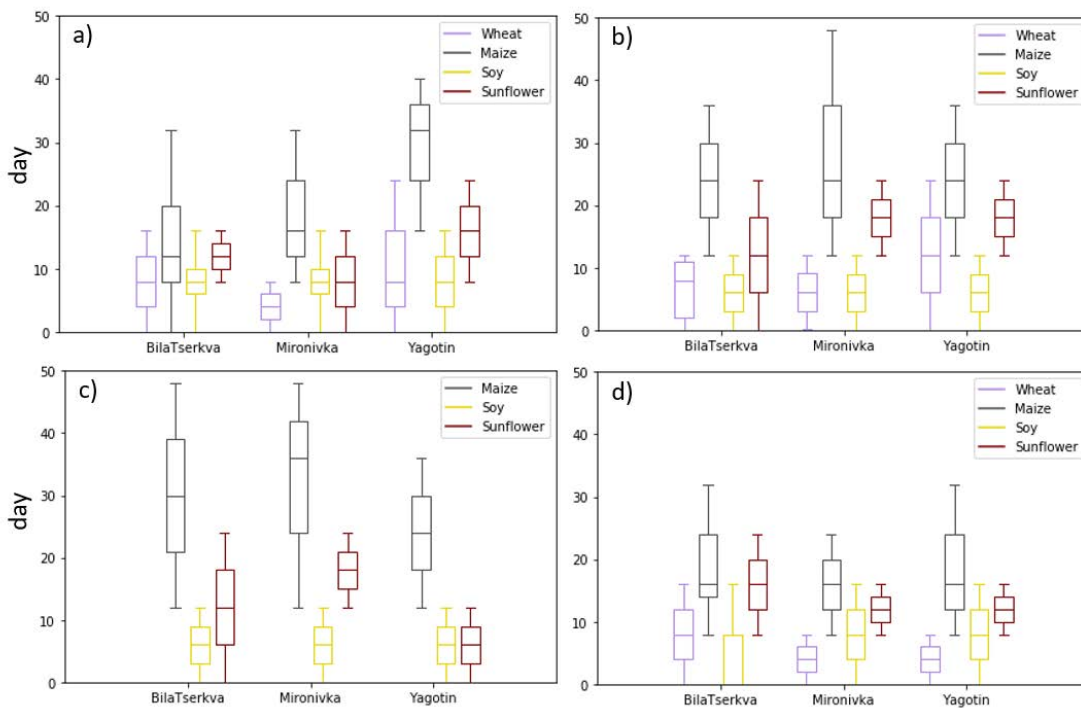 a)
50
40
30
20
10
0
day
Wheat
Maize
Soy
Sunflower
BilaTserkva Mironivka Yagotin
b)
50
40
30
20
10
0
Wheat
Maize
Soy
Sunflower
BilaTserkva Mironivka Yagotin
c)
50
40
30
20
10
0
day
Maize
Soy
Sunflower
BilaTserkva Mironivka Yagotin
d)
50
40
30
20
10
0
Wheat
Maize
Soy
Sunflower
BilaTserkva Mironivka Yagotin